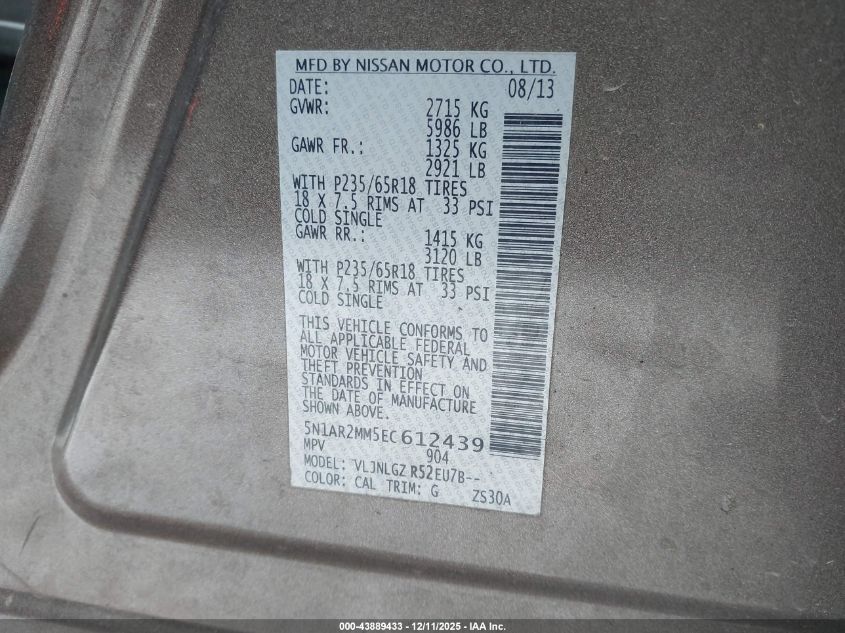 MFD BY NISSAN MOTOR CO., LTD.
DATE: 08/13
GVWR: 2715 KG
5986 LB
GAWR FR.: 1325 KG
2921 LB
WITH P235/65R18 TIRES
18 X 7.5 RIMS AT 33 PSI
COLD SINGLE
GAWR RR.: 1415 KG
3120 LB
WITH P235/65R18 TIRES
18 X 7.5 RIMS AT 33 PSI
COLD SINGLE
THIS VEHICLE CONFORMS TO
ALL APPLICABLE FEDERAL
MOTOR VEHICLE SAFETY AND
THEFT PREVENTION
STANDARDS IN EFFECT ON
THE DATE OF MANUFACTURE
SHOWN ABOVE.
5N1AR2MM5EC612439
MPV 904
MODEL: VLJNLGZ R52EU7B--
COLOR: CAL TRIM: G ZS30A
000-43889433 - 12/11/2025 - IAA Inc.